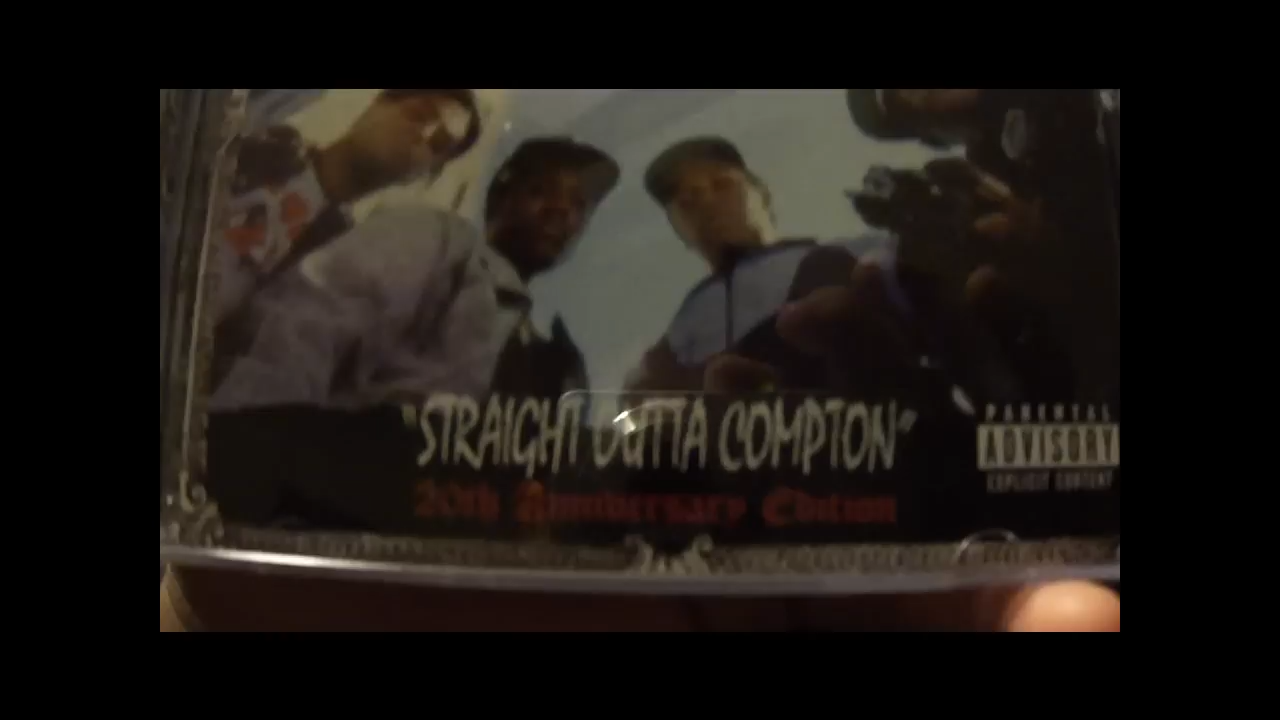 "STRAIGHT OUTTA COMPTON"
20th Anniversary Edition
PARENTAL
ADVISORY
EXPLICIT CONTENT